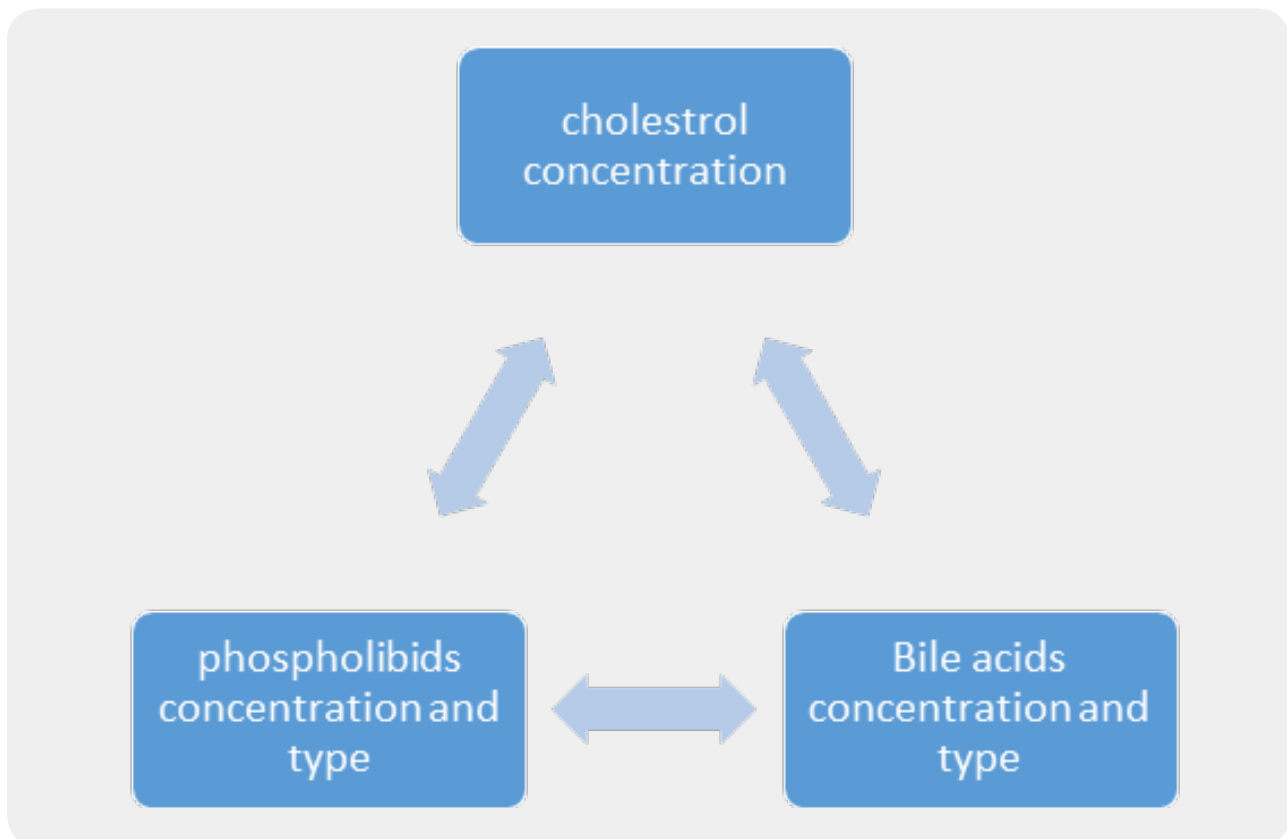 cholestrol
concentration
phospholibids
concentration and
type
Bile acids
concentration and
type